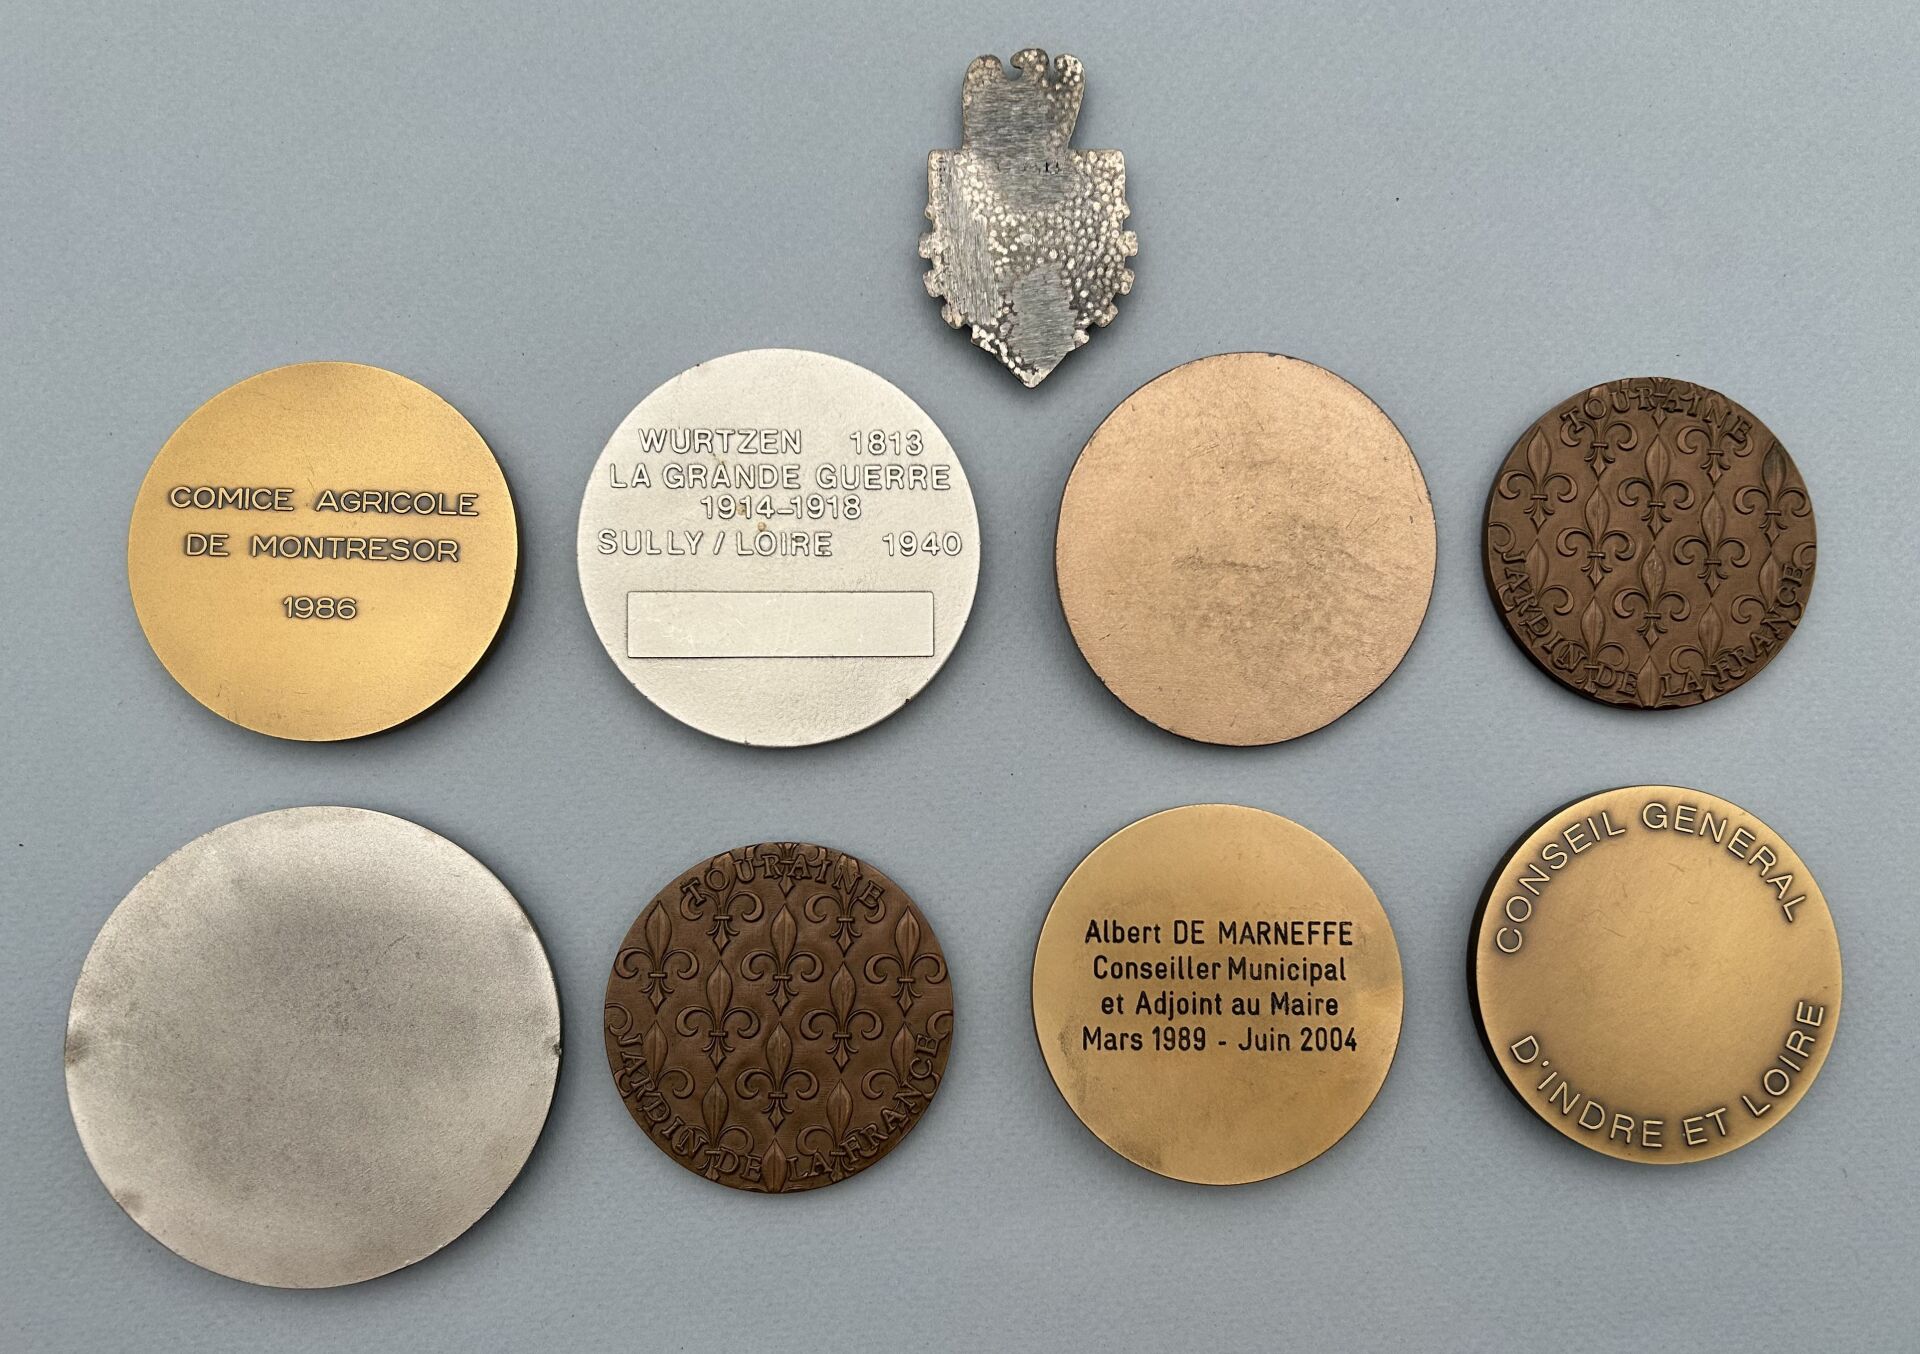 COMICE AGRICOLE
DE MONTRESOR
1986
WURTZEN 1813
LA GRANDE GUERRE
1914-1918
SULLY / LOIRE 1940
TOURAINE
JARDIN DE LA FRANCE
TOURAINE
JARDIN DE LA FRANCE
Albert DE MARNEFFE
Conseiller Municipal
et Adjoint au Maire
Mars 1989 - Juin 2004
CONSEIL GENERAL
D'INDRE ET LOIRE